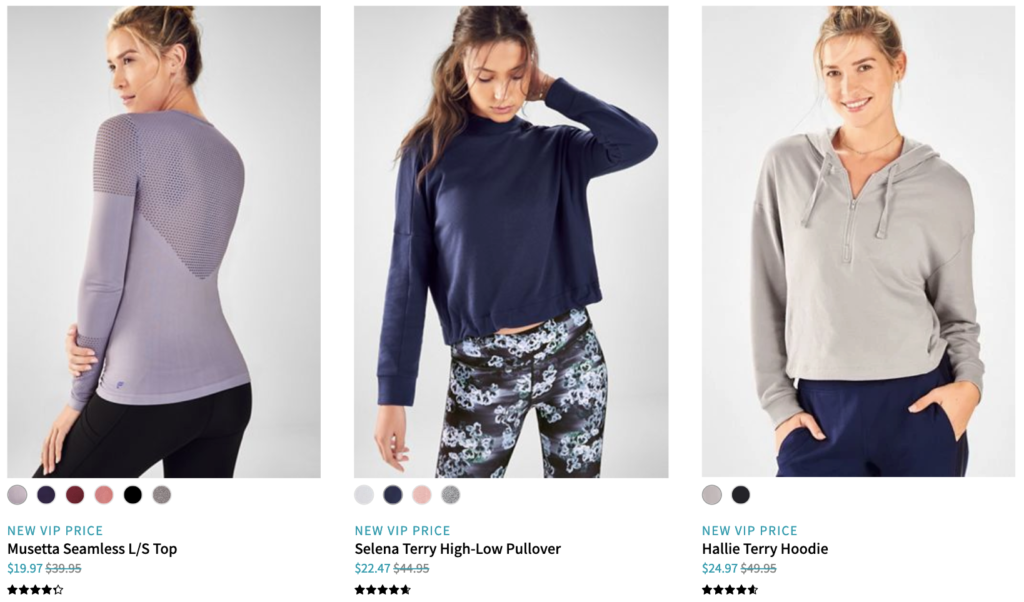 NEW VIP PRICE
Musetta Seamless L/S Top
$19.97 $39.95
NEW VIP PRICE
Selena Terry High-Low Pullover
$22.47 $44.95
NEW VIP PRICE
Hallie Terry Hoodie
$24.97 $49.95